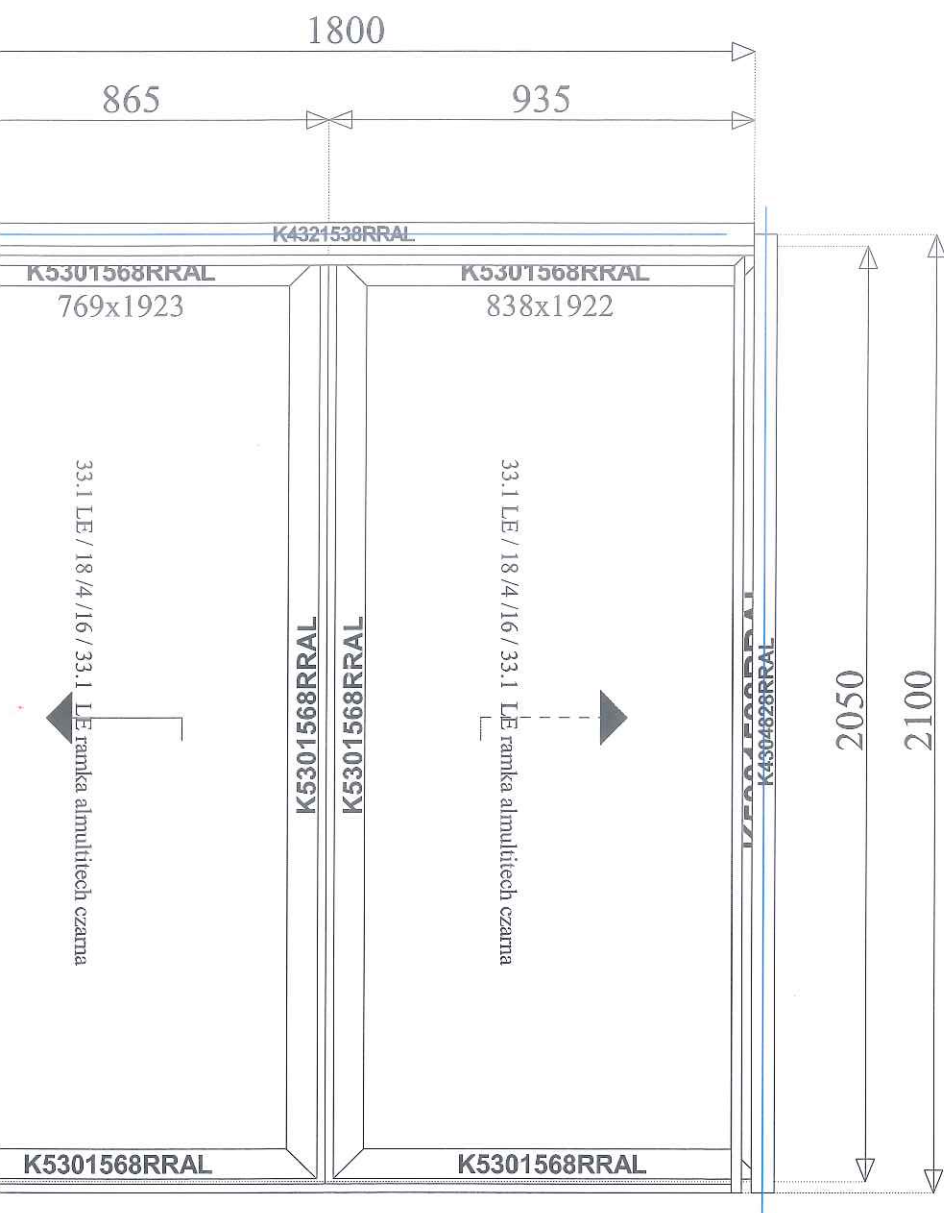 1800
865
935
K4321538RRAL
K5301568RRAL
K5301568RRAL
769x1923
838x1922
33.1 LE / 18 /4 /16 / 33.1 LE ramka almultitech czarna
33.1 LE / 18 /4 /16 / 33.1 LE ramka almultitech czarna
K5301568RRAL
K5301568RRAL
K4304828RRAL
2050
2100
K5301568RRAL
K5301568RRAL